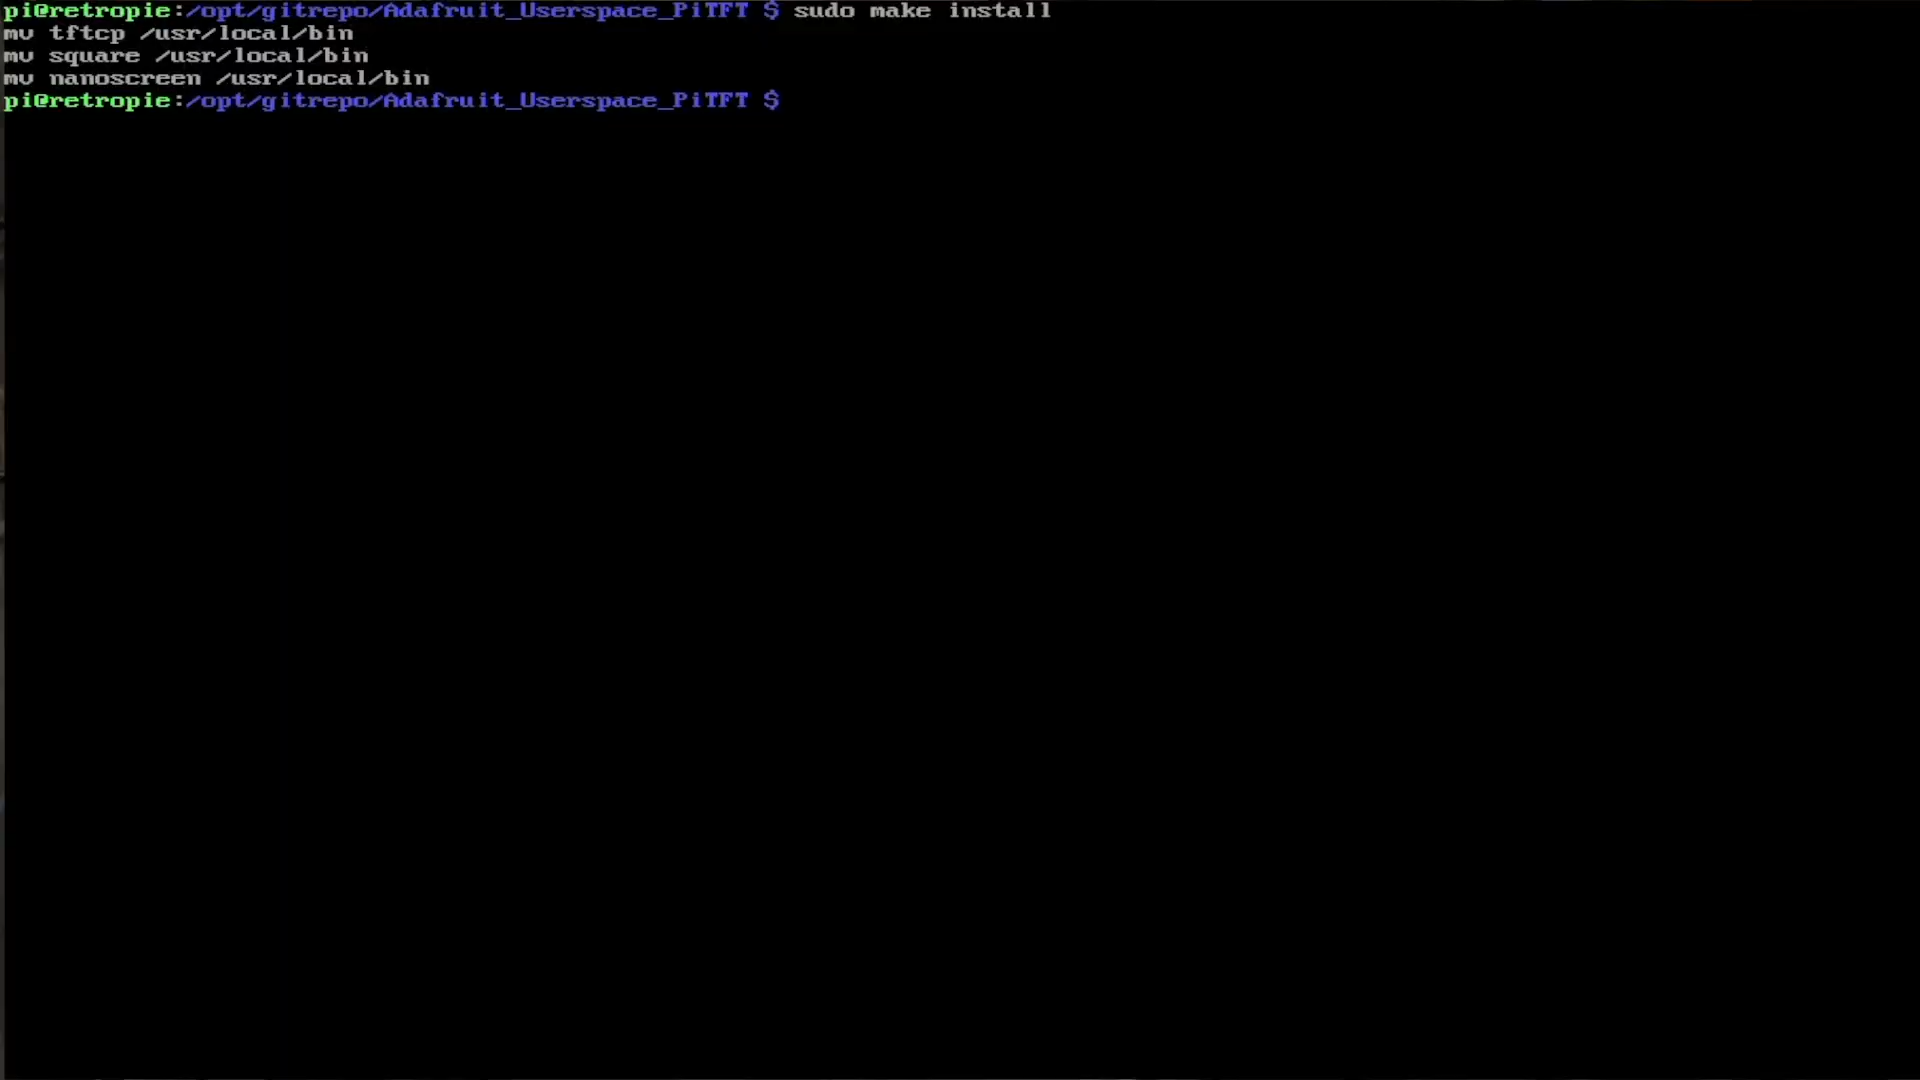 pi@retropie:/opt/gitrepo/Adafruit_Userspace_PiTFT $ sudo make install
mv tftcp /usr/local/bin
mv square /usr/local/bin
mv nanoscreen /usr/local/bin
pi@retropie:/opt/gitrepo/Adafruit_Userspace_PiTFT $